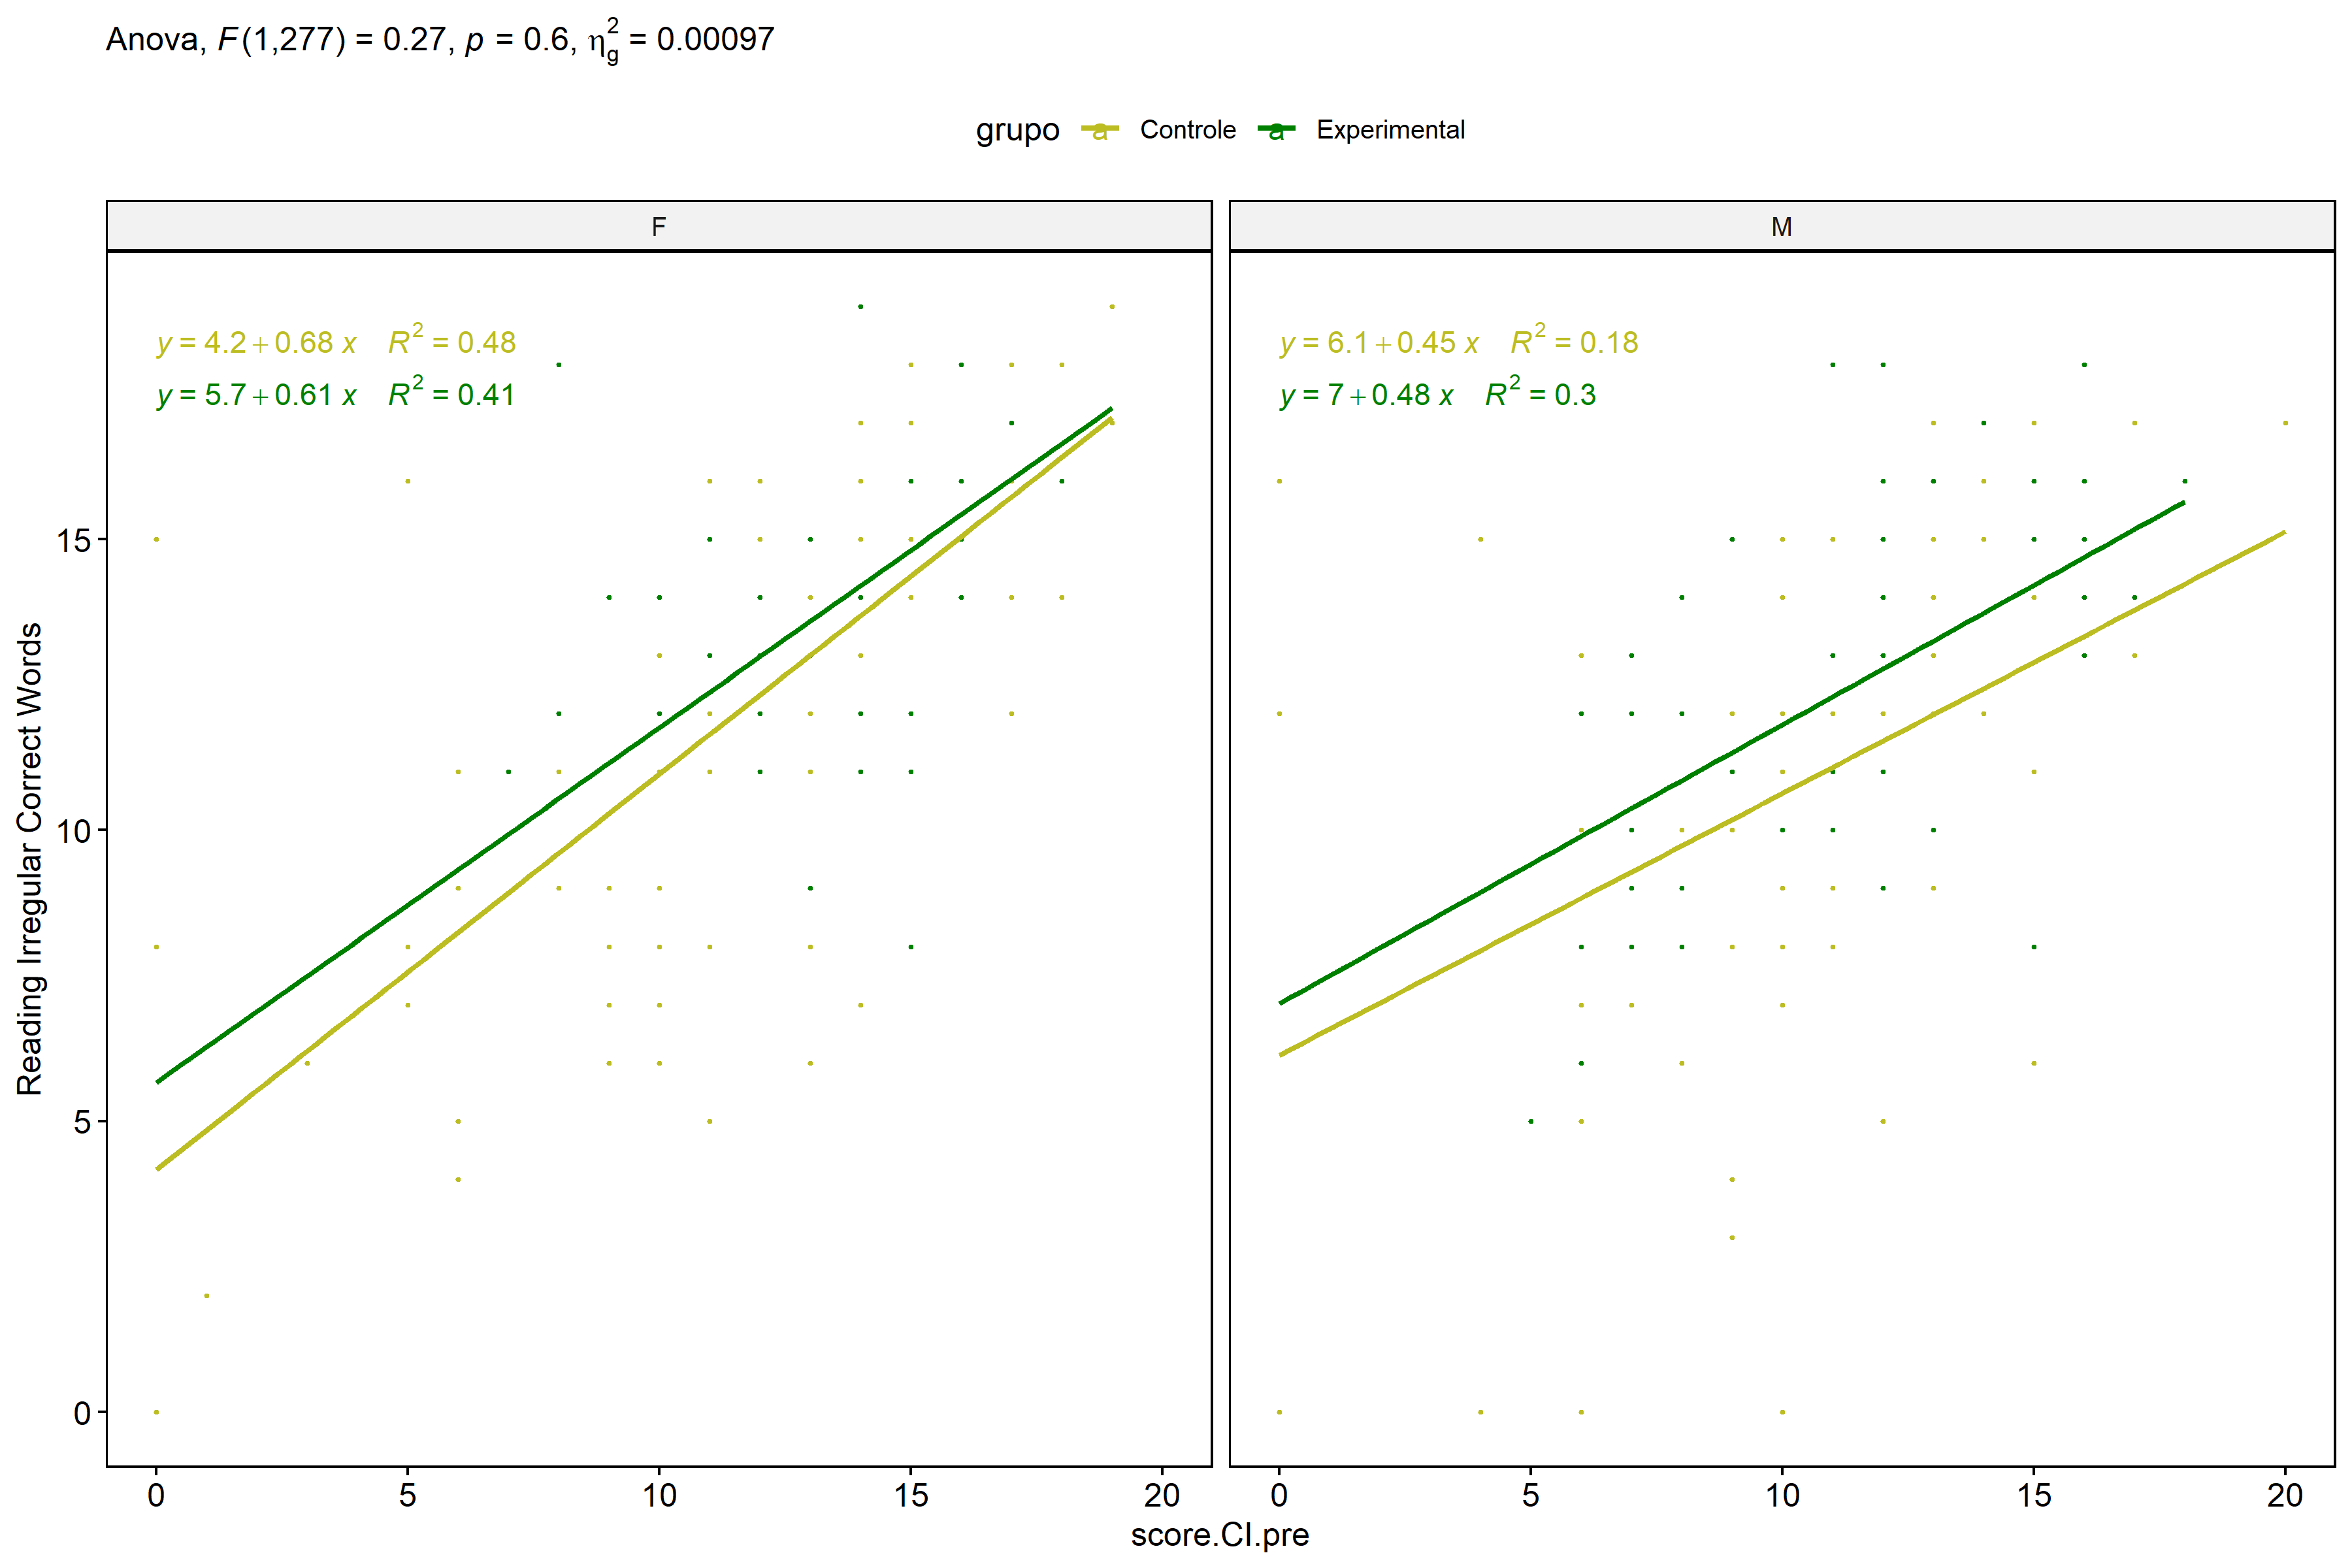 Anova, F(1,277) = 0.27, p = 0.6, η²g = 0.00097
grupo a Controle a Experimental
F
M
y = 4.2 + 0.68 x R² = 0.48
y = 5.7 + 0.61 x R² = 0.41
y = 6.1 + 0.45 x R² = 0.18
y = 7 + 0.48 x R² = 0.3
Reading Irregular Correct Words
15
10
5
0
0 5 10 15 20
0 5 10 15 20
score.CI.pre